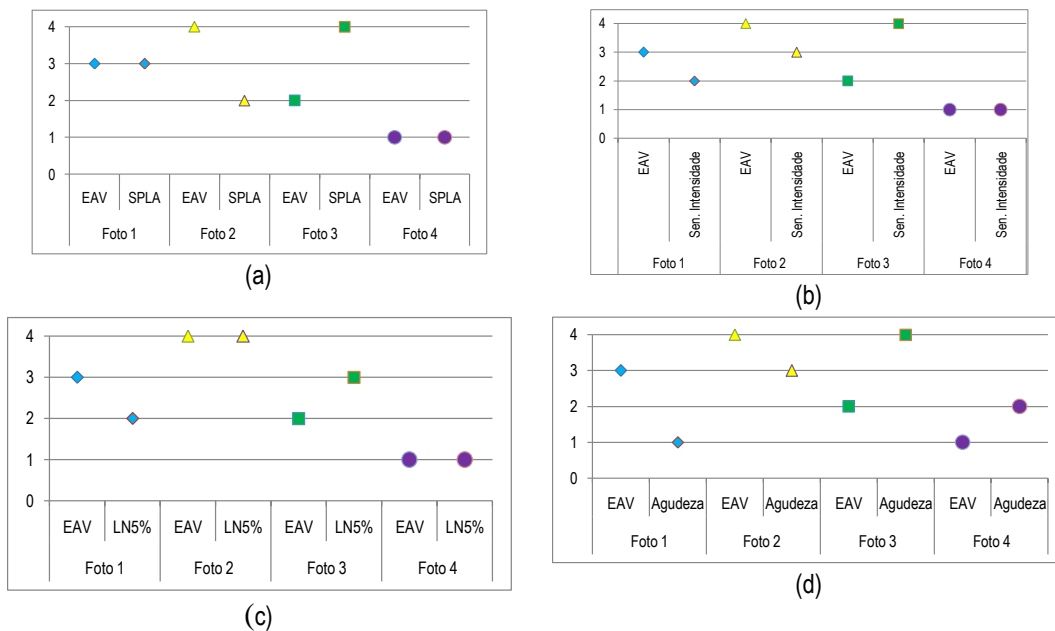 4
3
2
1
0
EAV SPLA EAV SPLA EAV SPLA EAV SPLA
Foto 1 Foto 2 Foto 3 Foto 4
(a)
4
3
2
1
0
EAV Sen. Intensidade EAV Sen. Intensidade EAV Sen. Intensidade EAV Sen. Intensidade
Foto 1 Foto 2 Foto 3 Foto 4
(b)
4
3
2
1
0
EAV LN5% EAV LN5% EAV LN5% EAV LN5%
Foto 1 Foto 2 Foto 3 Foto 4
(c)
4
3
2
1
0
EAV Agudeza EAV Agudeza EAV Agudeza EAV Agudeza
Foto 1 Foto 2 Foto 3 Foto 4
(d)